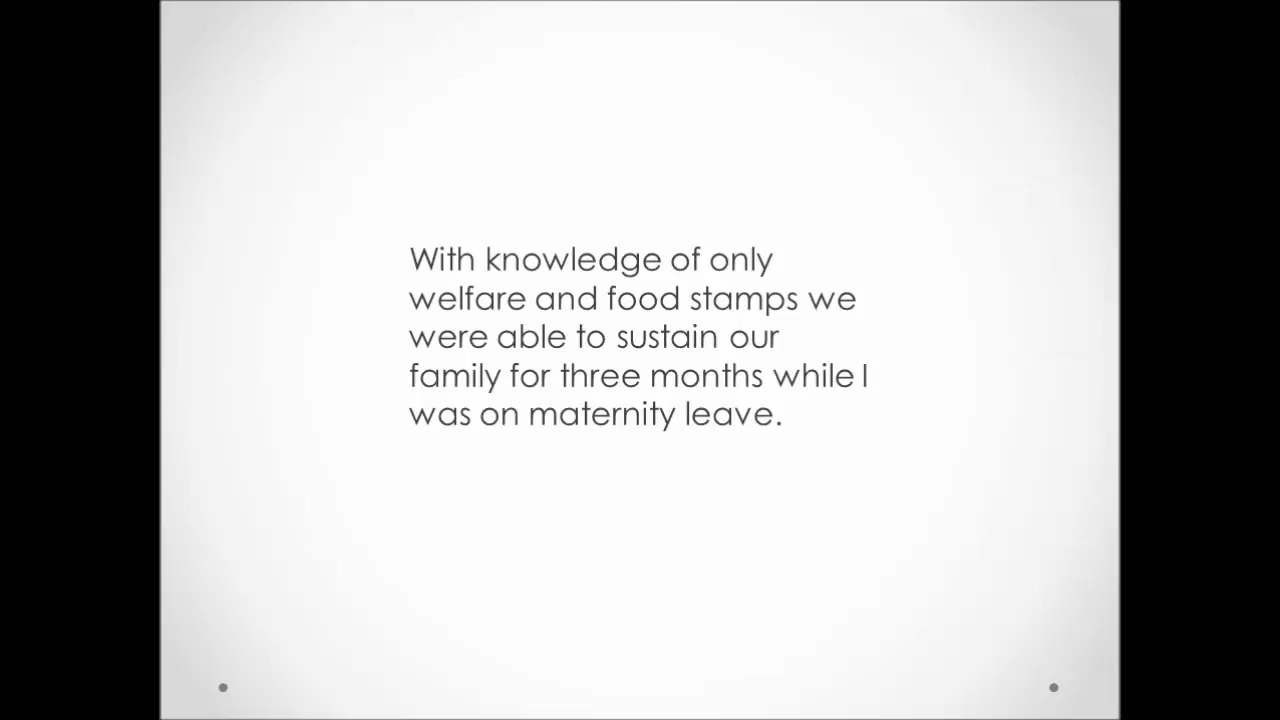 With knowledge of only
welfare and food stamps we
were able to sustain our
family for three months while I
was on maternity leave.